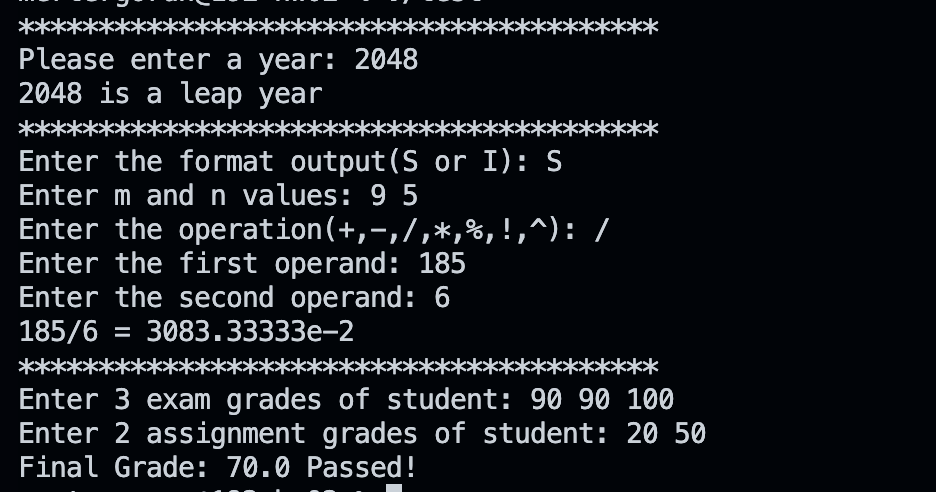 ****************************************
Please enter a year: 2048
2048 is a leap year
****************************************
Enter the format output(S or I): S
Enter m and n values: 9 5
Enter the operation(+,-,/,*,%,!,^): /
Enter the first operand: 185
Enter the second operand: 6
185/6 = 3083.33333e-2
****************************************
Enter 3 exam grades of student: 90 90 100
Enter 2 assignment grades of student: 20 50
Final Grade: 70.0 Passed!